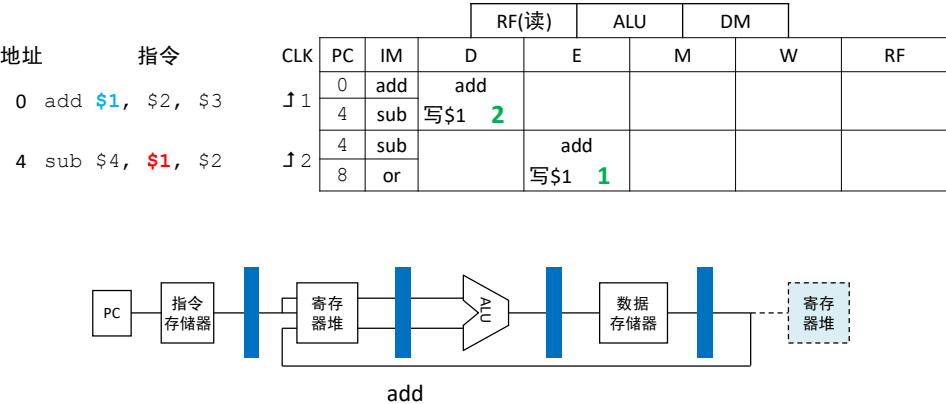 RF(读) ALU DM
地址 指令 CLK PC IM D E M W RF
0 add $1, $2, $3 1 0 add add
4 sub 写$1 2
4 sub $4, $1, $2 2 4 sub add
8 or 写$1 1
PC 指令存储器 寄存器堆 ALU 数据存储器 寄存器堆
add